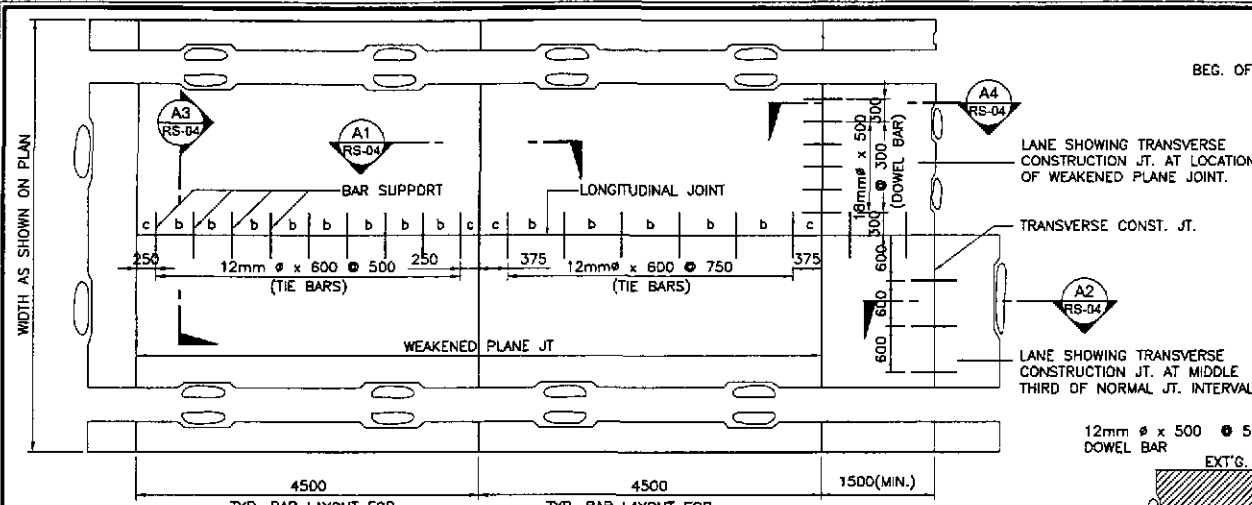 BEG. OF
A3
RS-04
A1
RS-04
A4
RS-04
300
18mmø x 500
@ 300
(DOWEL BAR)
300
LANE SHOWING TRANSVERSE
CONSTRUCTION JT. AT LOCATION
OF WEAKENED PLANE JOINT.
WIDTH AS SHOWN ON PLAN
BAR SUPPORT
LONGITUDINAL JOINT
c b b b b b b b b c c b b b b b c
TRANSVERSE CONST. JT.
250
12mm ø x 600 @ 500
250
(TIE BARS)
375
12mmø x 600 @ 750
375
(TIE BARS)
600
600
600
A2
RS-04
WEAKENED PLANE JT
LANE SHOWING TRANSVERSE
CONSTRUCTION JT. AT MIDDLE
THIRD OF NORMAL JT. INTERVAL
12mm ø x 500 @ 5
DOWEL BAR
EXT'G.
4500
4500
1500(MIN.)
TYP. BAR LAYOUT FOR
TYP. BAR LAYOUT FOR